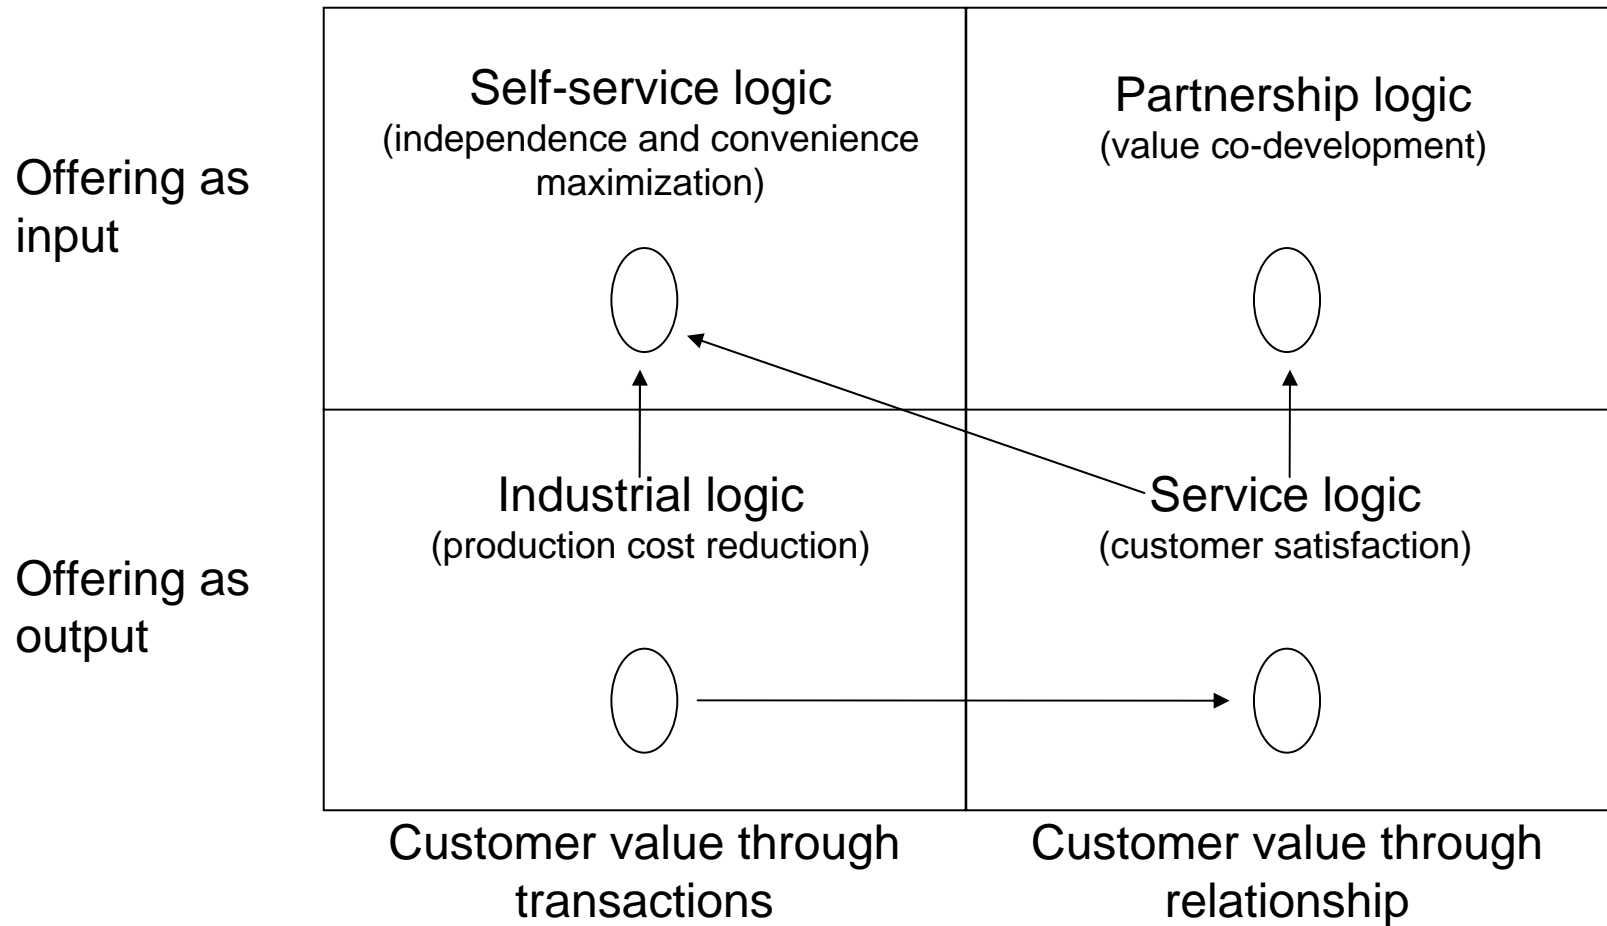 Self-service logic
(independence and convenience
maximization)
Partnership logic
(value co-development)
Offering as
input
Industrial logic
(production cost reduction)
Service logic
(customer satisfaction)
Offering as
output
Customer value through
transactions
Customer value through
relationship